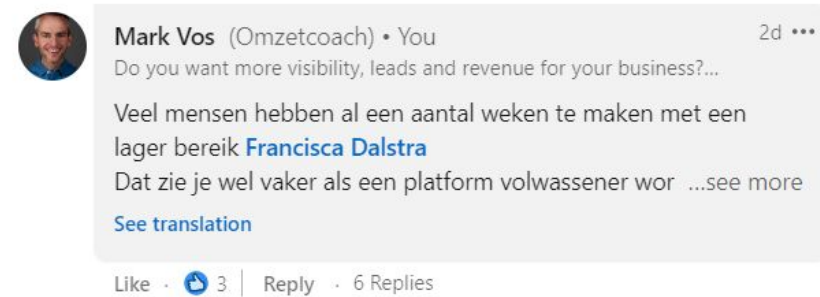 Mark Vos (Omzetcoach) • You 2d •••
Do you want more visibility, leads and revenue for your business?...
Veel mensen hebben al een aantal weken te maken met een
lager bereik Francisca Dalstra
Dat zie je wel vaker als een platform volwassener wor ...see more
See translation
Like · 3 | Reply · 6 Replies